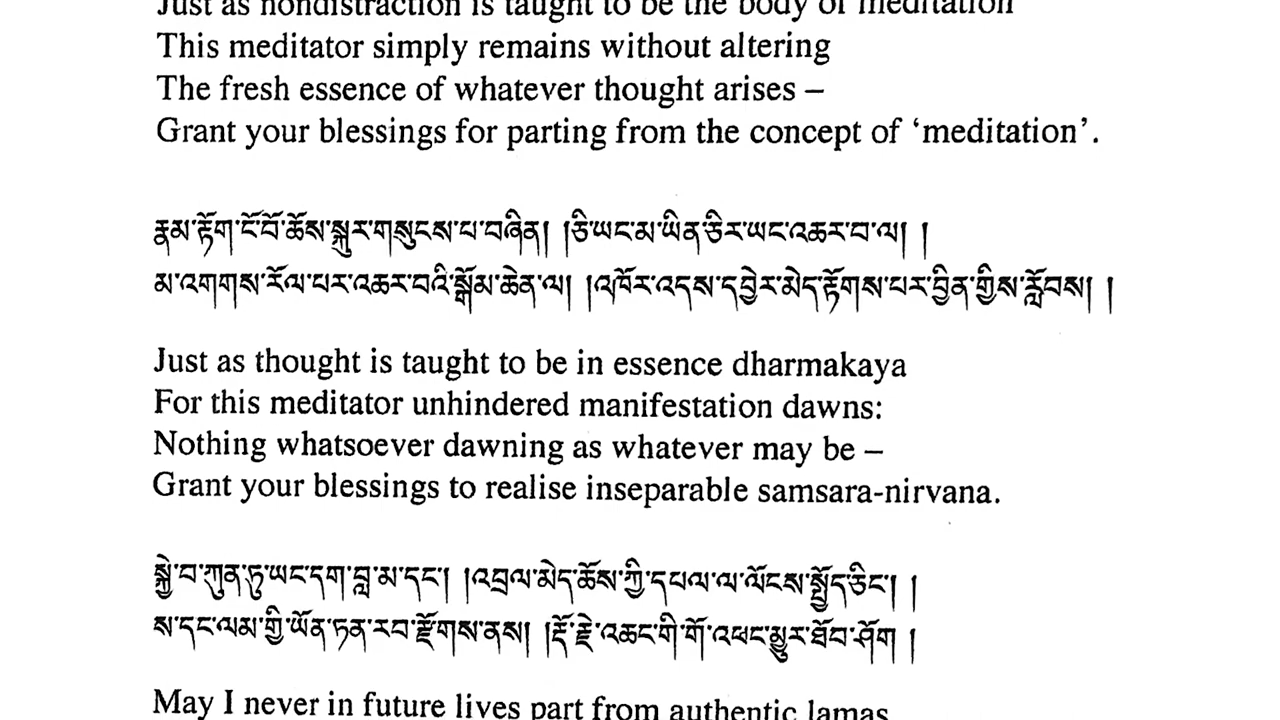 Just as nondistraction is taught to be the body of meditation
This meditator simply remains without altering
The fresh essence of whatever thought arises –
Grant your blessings for parting from the concept of ‘meditation’.
རྣམ་རྟོག་ངོ་བོ་ཆོས་སྐུར་གསུངས་པ་བཞིན། །ཅི་ཡང་མ་ཡིན་ཅིར་ཡང་འཆར་བ་ལ། །
མ་འགགས་རོལ་པར་འཆར་བའི་སྒོམ་ཆེན་ལ། །འཁོར་འདས་དབྱེར་མེད་རྟོགས་པར་བྱིན་གྱིས་རློབས། །
Just as thought is taught to be in essence dharmakaya
For this meditator unhindered manifestation dawns:
Nothing whatsoever dawning as whatever may be –
Grant your blessings to realise inseparable samsara-nirvana.
སྐྱེ་བ་ཀུན་ཏུ་ཡང་དག་བླ་མ་དང་། །འབྲལ་མེད་ཆོས་ཀྱི་དཔལ་ལ་ལོངས་སྤྱོད་ཅིང་། །
ས་དང་ལམ་གྱི་ཡོན་ཏན་རབ་རྫོགས་ནས། །རྡོ་རྗེ་འཆང་གི་གོ་འཕང་མྱུར་ཐོབ་ཤོག །
May I never in future lives part from authentic lamas